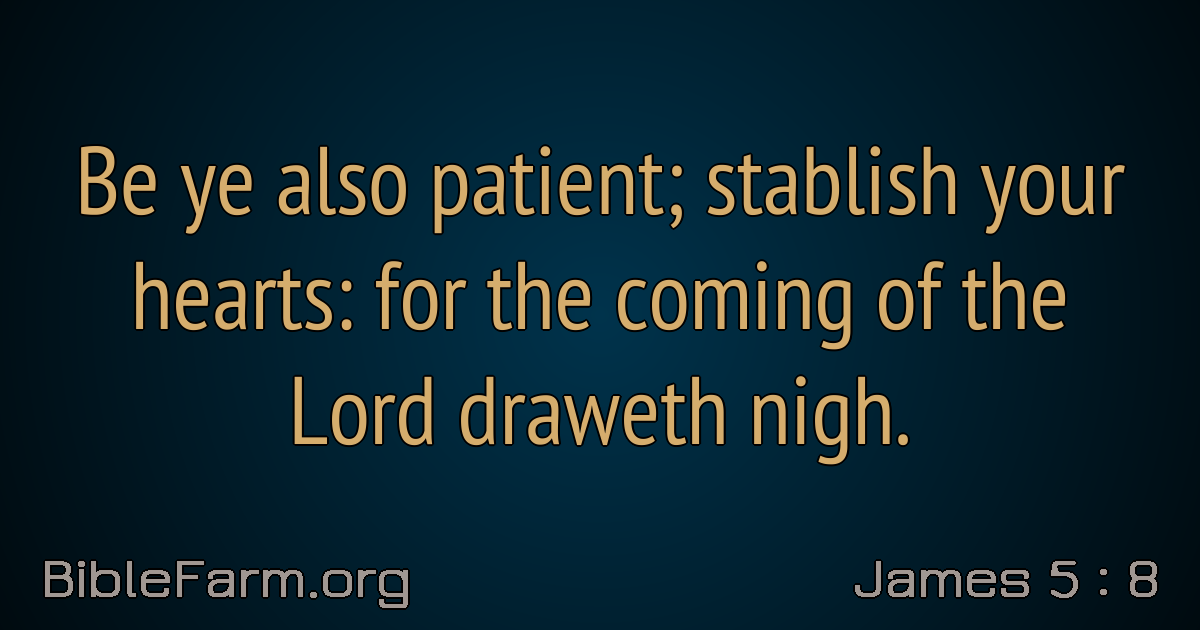 Be ye also patient; stablish your
hearts: for the coming of the
Lord draweth nigh.
BibleFarm.org
James 5 : 8